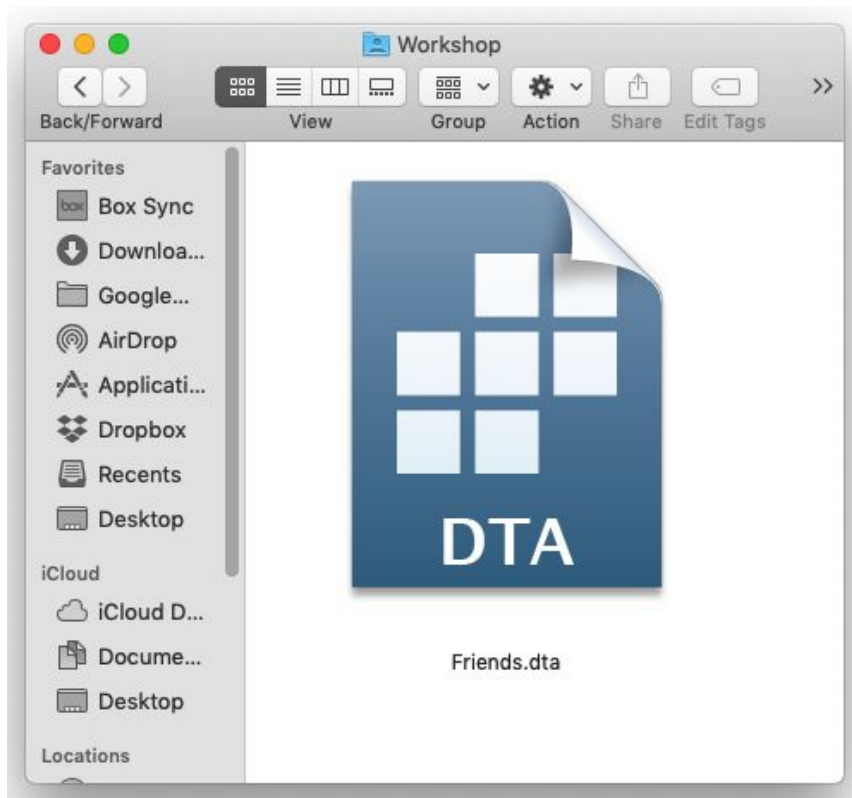 Workshop
Back/Forward View Group Action Share Edit Tags
Favorites
box Box Sync
Downloa...
Google...
AirDrop
Applicati...
Dropbox
Recents
Desktop
iCloud
iCloud D...
Docume...
Desktop
Locations
DTA
Friends.dta